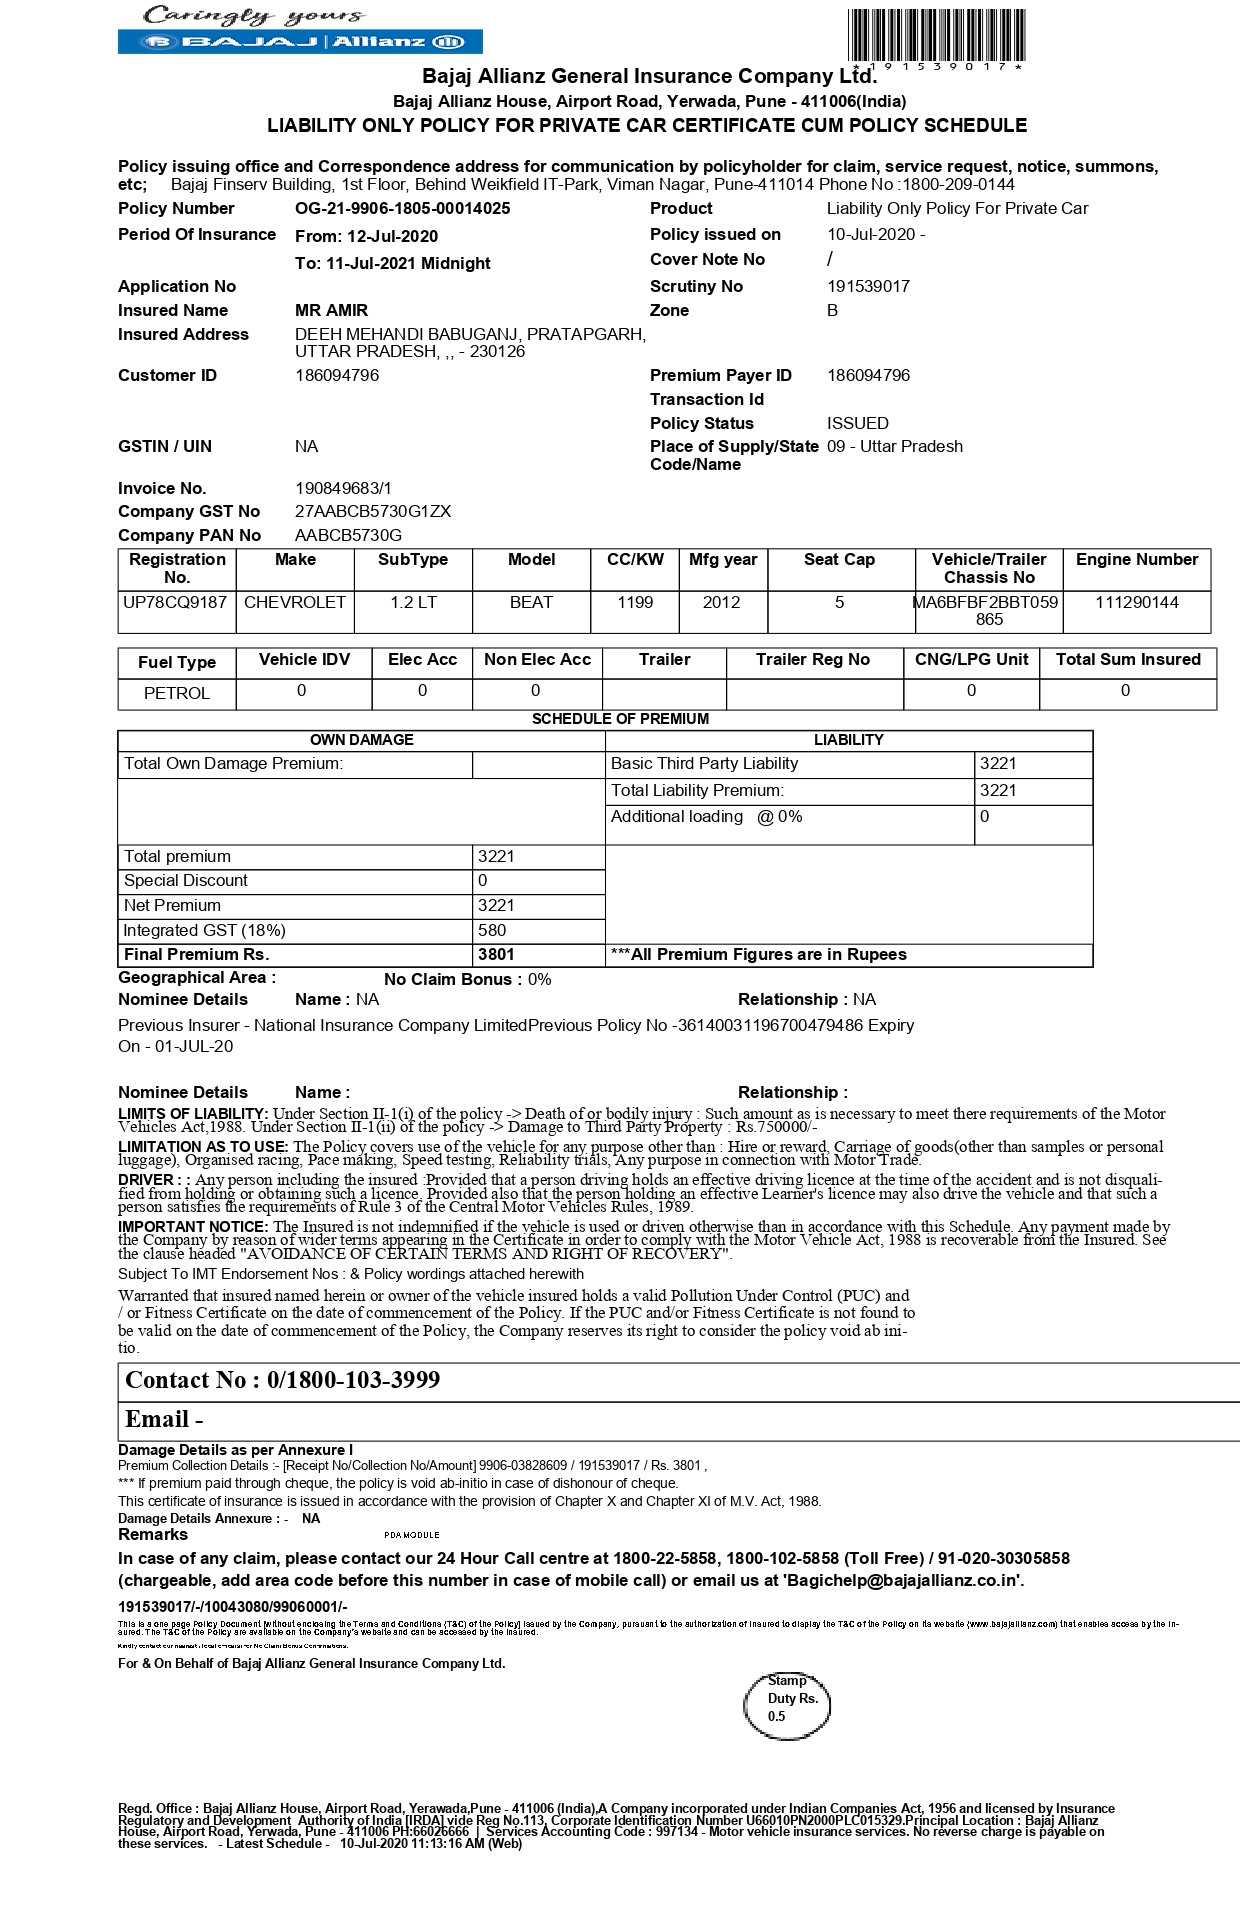 Caringly yours
BAJAJ | Allianz
*191539017*
Bajaj Allianz General Insurance Company Ltd.
Bajaj Allianz House, Airport Road, Yerwada, Pune - 411006(India)
LIABILITY ONLY POLICY FOR PRIVATE CAR CERTIFICATE CUM POLICY SCHEDULE
Policy issuing office and Correspondence address for communication by policyholder for claim, service request, notice, summons,
etc; Bajaj Finserv Building, 1st Floor, Behind Weikfield IT-Park, Viman Nagar, Pune-411014 Phone No :1800-209-0144
Policy Number OG-21-9906-1805-00014025 Product Liability Only Policy For Private Car
Period Of Insurance From: 12-Jul-2020 Policy issued on 10-Jul-2020 -
To: 11-Jul-2021 Midnight Cover Note No /
Application No Scrutiny No 191539017
Insured Name MR AMIR Zone B
Insured Address DEEH MEHANDI BABUGANJ, PRATAPGARH,
UTTAR PRADESH, ,, - 230126
Customer ID 186094796 Premium Payer ID 186094796
Transaction Id
Policy Status ISSUED
GSTIN / UIN NA Place of Supply/State 09 - Uttar Pradesh
Code/Name
Invoice No. 190849683/1
Company GST No 27AABCB5730G1ZX
Company PAN No AABCB5730G
Registration Make SubType Model CC/KW Mfg year Seat Cap Vehicle/Trailer Engine Number
No. Chassis No
UP78CQ9187 CHEVROLET 1.2 LT BEAT 1199 2012 5 MA6BFBF2BBT059 111290144
865
Fuel Type Vehicle IDV Elec Acc Non Elec Acc Trailer Trailer Reg No CNG/LPG Unit Total Sum Insured
PETROL 0 0 0 0 0
SCHEDULE OF PREMIUM
OWN DAMAGE LIABILITY
Total Own Damage Premium: Basic Third Party Liability 3221
Total Liability Premium: 3221
Additional loading @ 0% 0
Total premium 3221
Special Discount 0
Net Premium 3221
Integrated GST (18%) 580
Final Premium Rs. 3801 ***All Premium Figures are in Rupees
Geographical Area : No Claim Bonus : 0%
Nominee Details Name : NA Relationship : NA
Previous Insurer - National Insurance Company LimitedPrevious Policy No -36140031196700479486 Expiry
On - 01-JUL-20
Nominee Details Name : Relationship :
LIMITS OF LIABILITY: Under Section II-1(i) of the policy -> Death of or bodily injury : Such amount as is necessary to meet there requirements of the Motor
Vehicles Act,1988. Under Section II-1(ii) of the policy -> Damage to Third Party Property : Rs.750000/-
LIMITATION AS TO USE: The Policy covers use of the vehicle for any purpose other than : Hire or reward, Carriage of goods(other than samples or personal
luggage), Organised racing, Pace making, Speed testing, Reliability trials, Any purpose in connection with Motor Trade.
DRIVER : : Any person including the insured :Provided that a person driving holds an effective driving licence at the time of the accident and is not disquali-
fied from holding or obtaining such a licence. Provided also that the person holding an effective Learner's licence may also drive the vehicle and that such a
person satisfies the requirements of Rule 3 of the Central Motor Vehicles Rules, 1989.
IMPORTANT NOTICE: The Insured is not indemnified if the vehicle is used or driven otherwise than in accordance with this Schedule. Any payment made by
the Company by reason of wider terms appearing in the Certificate in order to comply with the Motor Vehicle Act, 1988 is recoverable from the Insured. See
the clause headed "AVOIDANCE OF CERTAIN TERMS AND RIGHT OF RECOVERY".
Subject To IMT Endorsement Nos : & Policy wordings attached herewith
Warranted that insured named herein or owner of the vehicle insured holds a valid Pollution Under Control (PUC) and
/ or Fitness Certificate on the date of commencement of the Policy. If the PUC and/or Fitness Certificate is not found to
be valid on the date of commencement of the Policy, the Company reserves its right to consider the policy void ab ini-
tio.
Contact No : 0/1800-103-3999
Email -
Damage Details as per Annexure I
Premium Collection Details :- [Receipt No/Collection No/Amount] 9906-03828609 / 191539017 / Rs. 3801 ,
*** If premium paid through cheque, the policy is void ab-initio in case of dishonour of cheque.
This certificate of insurance is issued in accordance with the provision of Chapter X and Chapter XI of M.V. Act, 1988.
Damage Details Annexure : - NA
Remarks PDA MODULE
In case of any claim, please contact our 24 Hour Call centre at 1800-22-5858, 1800-102-5858 (Toll Free) / 91-020-30305858
(chargeable, add area code before this number in case of mobile call) or email us at 'Bagichelp@bajajallianz.co.in'.
191539017/-/10043080/99060001/-
This is a one page Policy Document [without enclosing the Terms and Conditions (T&C) of the Policy] issued by the Company, pursuant to the authorization of insured to display the T&C of the Policy on its website (www.bajajallianz.com) that enables access by the in-
sured. The T&C of the Policy are available on the Company's website and can be accessed by the insured.
For & On Behalf of Bajaj Allianz General Insurance Company Ltd.
Stamp
Duty Rs.
0.5
Regd. Office : Bajaj Allianz House, Airport Road, Yerawada,Pune - 411006 (India),A Company incorporated under Indian Companies Act, 1956 and licensed by Insurance
Regulatory and Development Authority of India [IRDA] vide Reg No.113, Corporate Identification Number U66010PN2000PLC015329.Principal Location : Bajaj Allianz
House, Airport Road, Yerwada, Pune - 411006 PH:66026666 | Services Accounting Code : 997134 - Motor vehicle insurance services. No reverse charge is payable on
these services. - Latest Schedule - 10-Jul-2020 11:13:16 AM (Web)